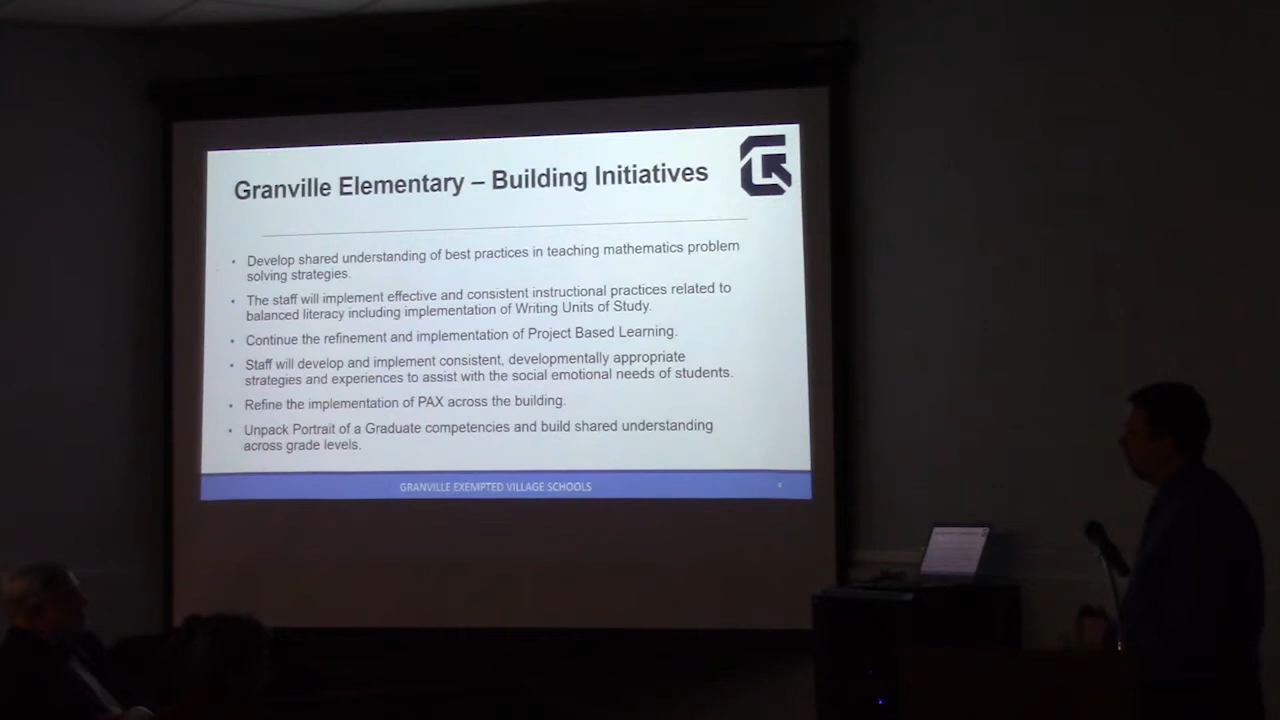 Granville Elementary – Building Initiatives
• Develop shared understanding of best practices in teaching mathematics problem
solving strategies.
• The staff will implement effective and consistent instructional practices related to
balanced literacy including implementation of Writing Units of Study.
• Continue the refinement and implementation of Project Based Learning.
• Staff will develop and implement consistent, developmentally appropriate
strategies and experiences to assist with the social emotional needs of students.
• Refine the implementation of PAX across the building.
• Unpack Portrait of a Graduate competencies and build shared understanding
across grade levels.
GRANVILLE EXEMPTED VILLAGE SCHOOLS